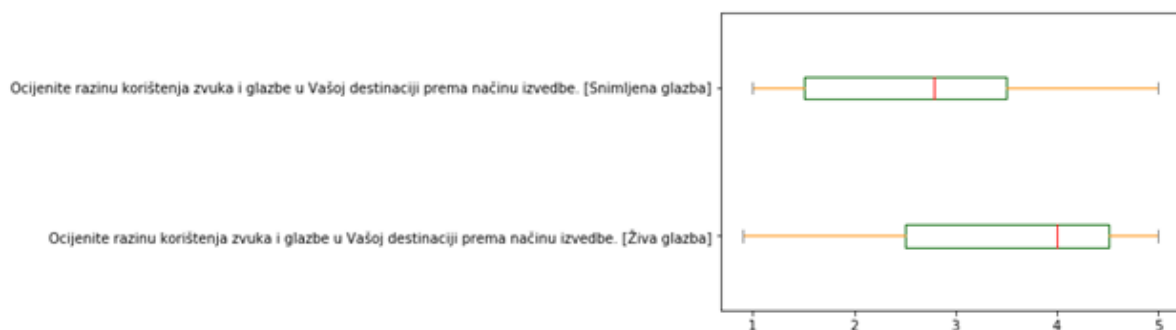 Ocijenite razinu korištenja zvuka i glazbe u Vašoj destinaciji prema načinu izvedbe. [Snimljena glazba]
Ocijenite razinu korištenja zvuka i glazbe u Vašoj destinaciji prema načinu izvedbe. [Živa glazba]
1 2 3 4 5